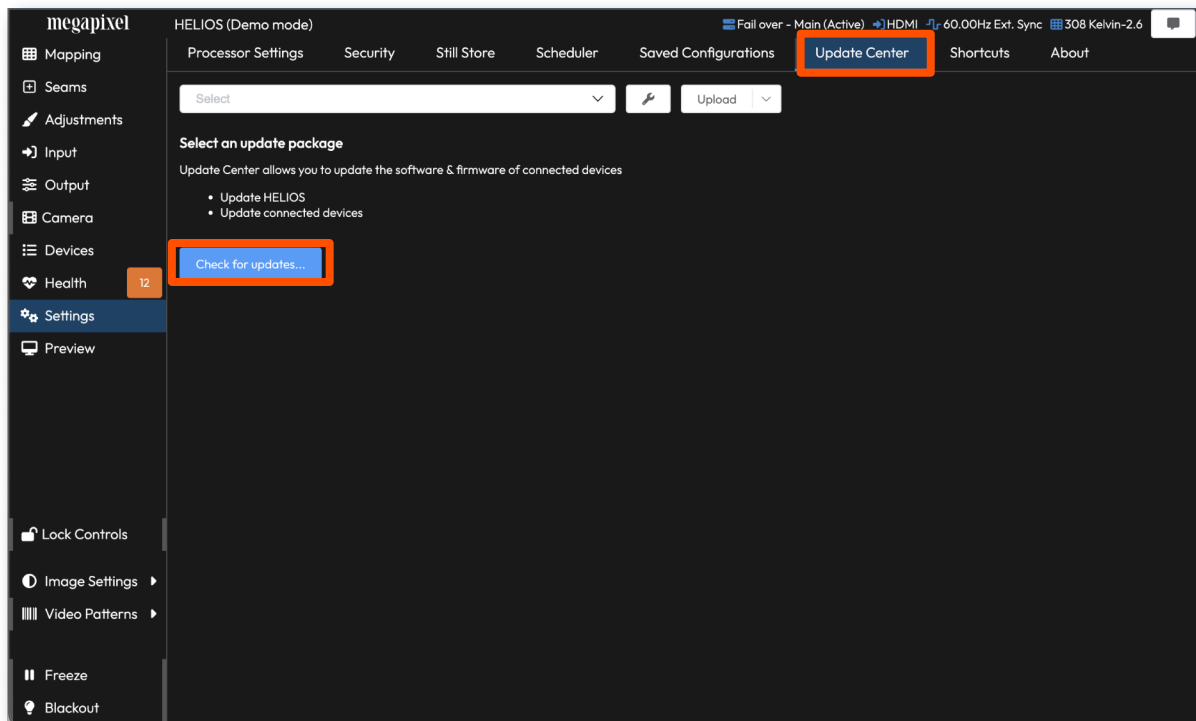 megapixel
HELIOS (Demo mode)
Fail over - Main (Active) HDMI 60.00Hz Ext. Sync 308 Kelvin-2.6
Mapping
Seams
Adjustments
Input
Output
Camera
Devices
Health 12
Settings
Preview
Lock Controls
Image Settings
Video Patterns
Freeze
Blackout
Processor Settings Security Still Store Scheduler Saved Configurations Update Center Shortcuts About
Select Upload
Select an update package
Update Center allows you to update the software & firmware of connected devices
• Update HELIOS
• Update connected devices
Check for updates...